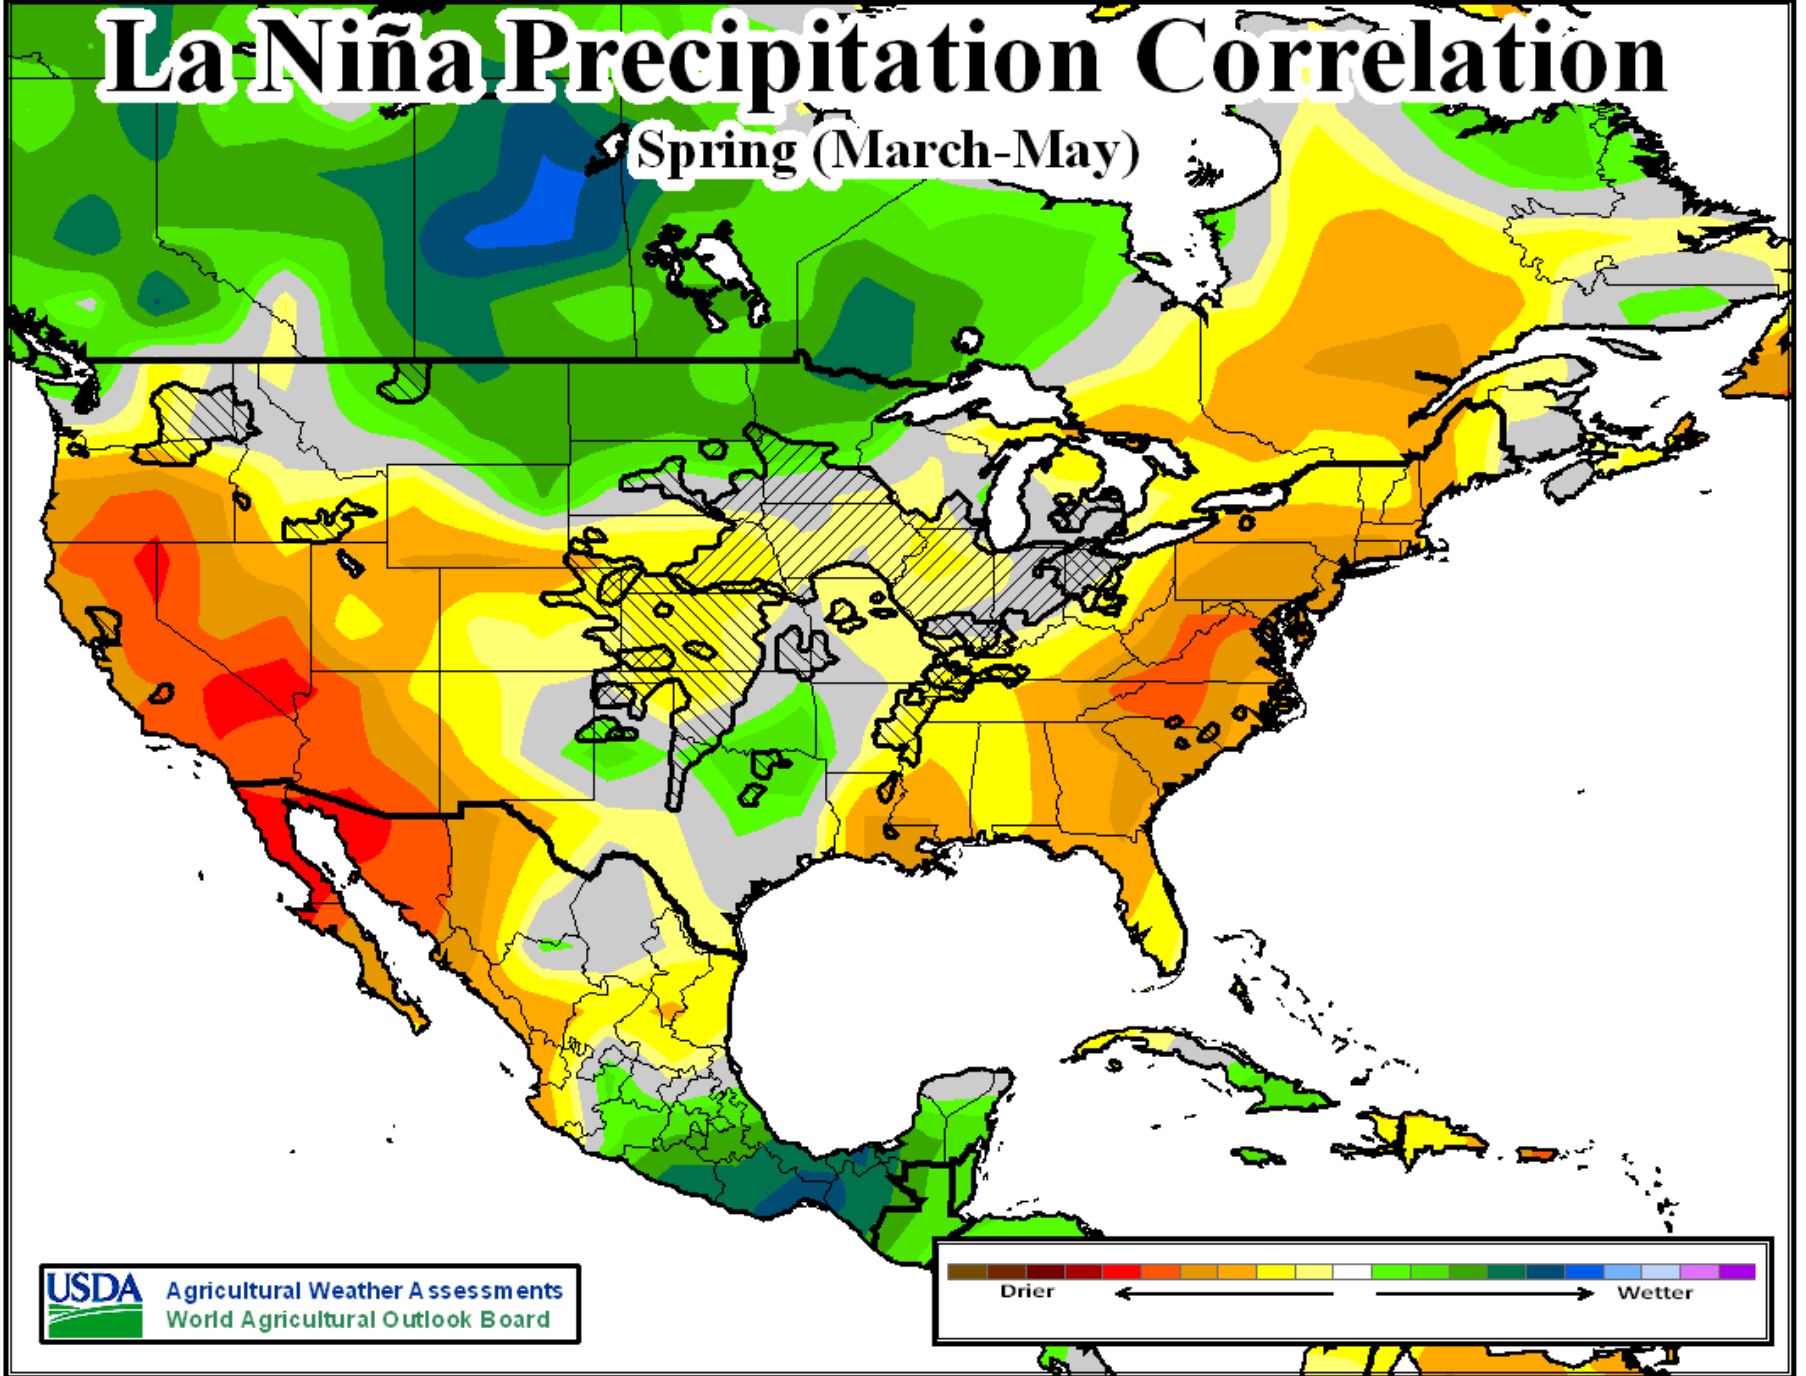 La Niña Precipitation Correlation
Spring (March-May)
USDA
Agricultural Weather Assessments
World Agricultural Outlook Board
Drier
Wetter